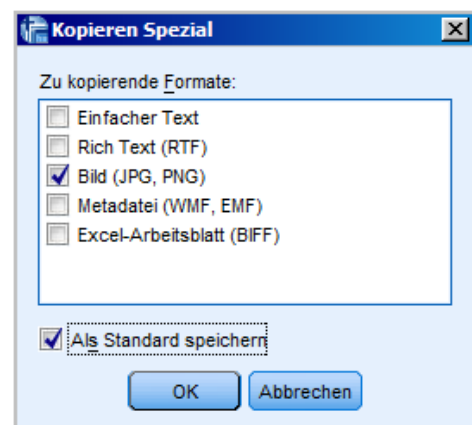 Kopieren Spezial
Zu kopierende Formate:
Einfacher Text
Rich Text (RTF)
Bild (JPG, PNG)
Metadatei (WMF, EMF)
Excel-Arbeitsblatt (BIFF)
Als Standard speichern
OK Abbrechen